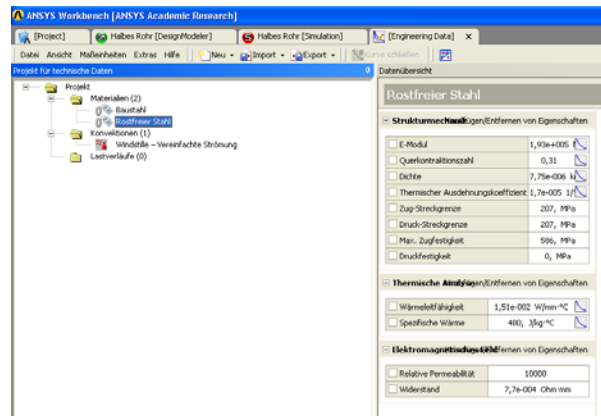 ANSYS Workbench [ANSYS Academic Research]
[Project] Halbes Rohr [DesignModeler] Halbes Rohr [Simulation] [Engineering Data] X
Datei Ansicht Maßeinheiten Extras Hilfe Neu Import Export Kurve schließen
Projekt für technische Daten Datenübersicht
Projekt
Materialien (2)
Baustahl
Rostfreier Stahl
Konvektionen (1)
Windstille – Vereinfachte Strömung
Lastverläufe (0)
Rostfreier Stahl
Strukturmechanik Entfernen von Eigenschaften
E-Modul 1,93e+005
Querkontraktionszahl 0,31
Dichte 7,75e-006
Thermischer Ausdehnungskoeffizient 1,7e-005 1/
Zug-Streckgrenze 207, MPa
Druck-Streckgrenze 207, MPa
Max. Zugfestigkeit 586, MPa
Druckfestigkeit 0, MPa
Thermische Entfernen von Eigenschaften
Wärmeleitfähigkeit 1,51e-002 W/mm·°C
Spezifische Wärme 480, J/kg·°C
Entfernen von Eigenschaften
Relative Permeabilität 10000
Widerstand 7,7e-004 Ohm·mm